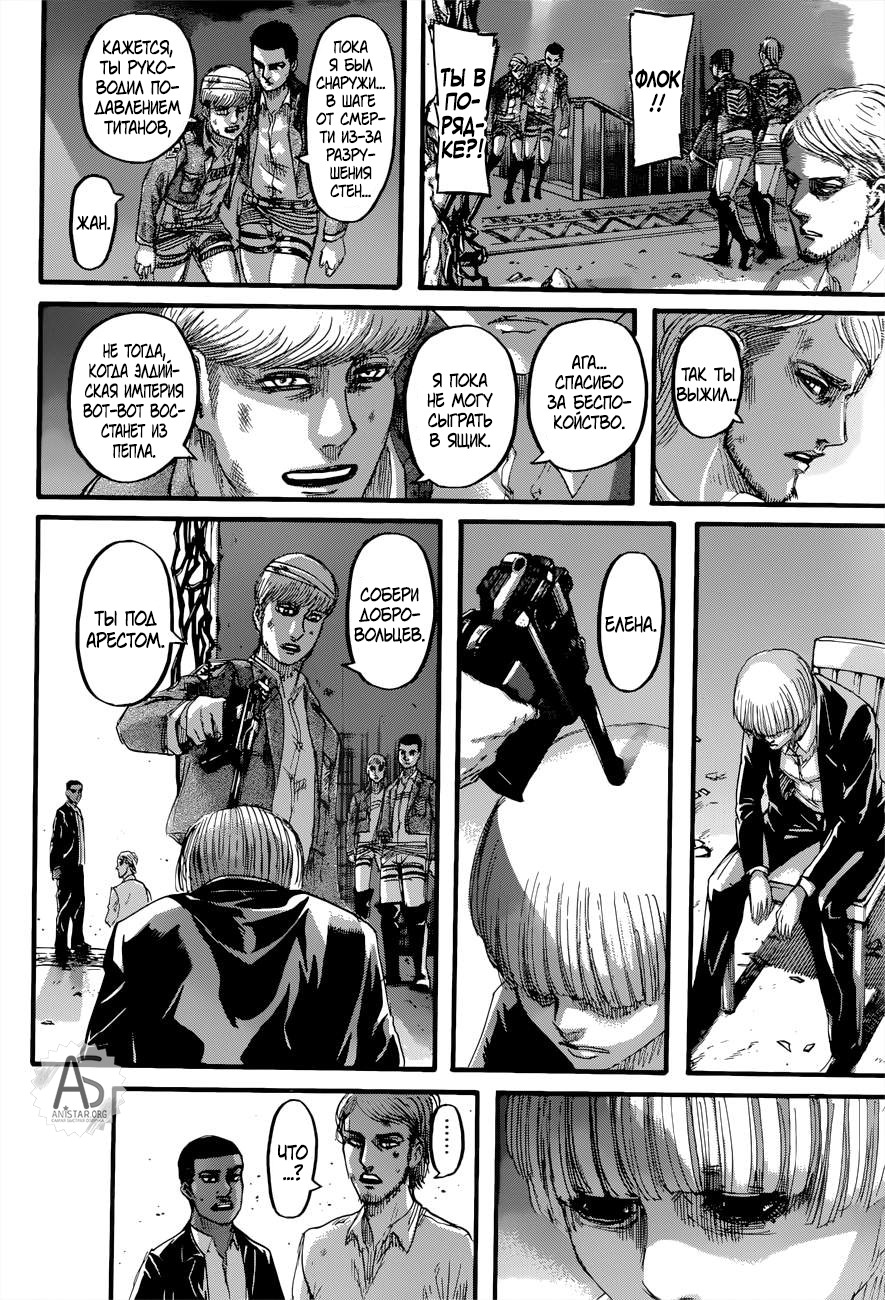 ФЛОК
!!
ТЫ В
ПО-
РЯД-
КЕ?!
ПОКА
Я БЫЛ
СНАРУЖИ...
В ШАГЕ
ОТ СМЕР-
ТИ ИЗ-ЗА
РАЗРУ-
ШЕНИЯ
СТЕН...
КАЖЕТСЯ,
ТЫ РУКО-
ВОДИЛ ПО-
ДАВЛЕНИЕМ
ТИТАНОВ,
ЖАН.
ТАК ТЫ
ВЫЖИЛ...
АГА...
СПАСИБО
ЗА БЕСПО-
КОЙСТВО.
Я ПОКА
НЕ МОГУ
СЫГРАТЬ
В ЯЩИК.
НЕ ТОГДА,
КОГДА ЭЛДИЙ-
СКАЯ ИМПЕРИЯ
ВОТ-ВОТ ВОС-
СТАНЕТ ИЗ
ПЕПЛА.
ЕЛЕНА.
СОБЕРИ
ДОБРО-
ВОЛЬЦЕВ.
ТЫ ПОД
АРЕСТОМ.
......
ЧТО
...?
AS
ANISTAR.ORG
САМАЯ БЫСТРАЯ ОЗВУЧКА